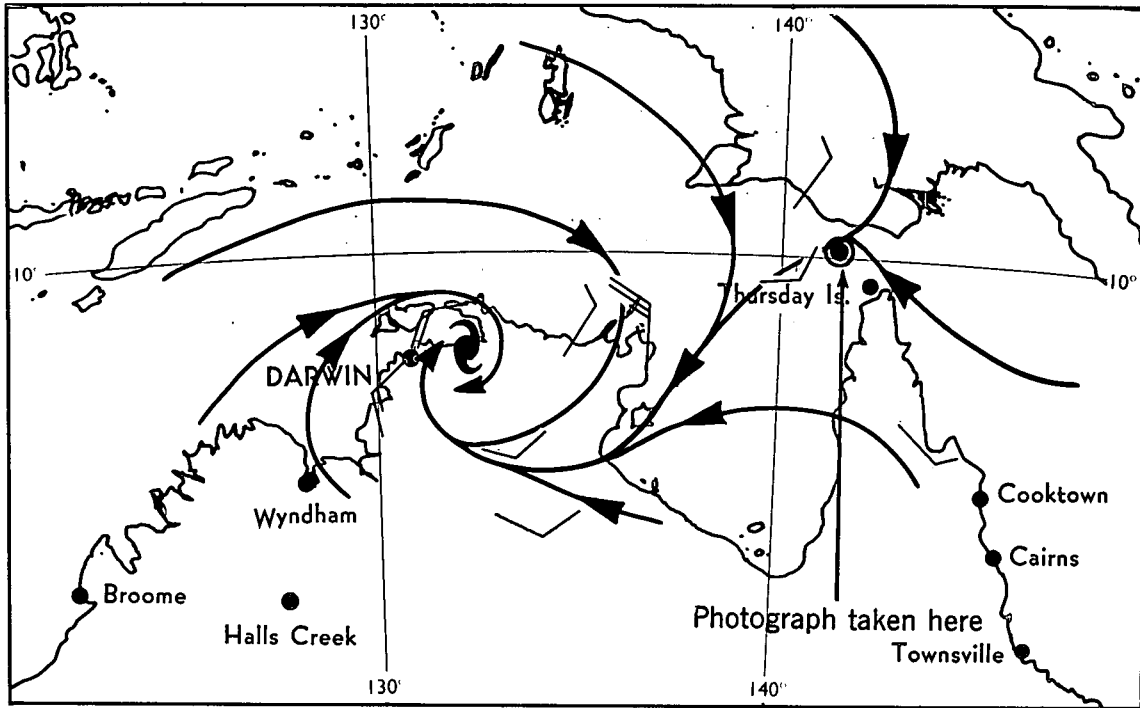 130°
140°
10°
10°
Thursday Is.
DARWIN
Wyndham
Cooktown
Cairns
Broome
Halls Creek
Photograph taken here
Townsville
130°
140°